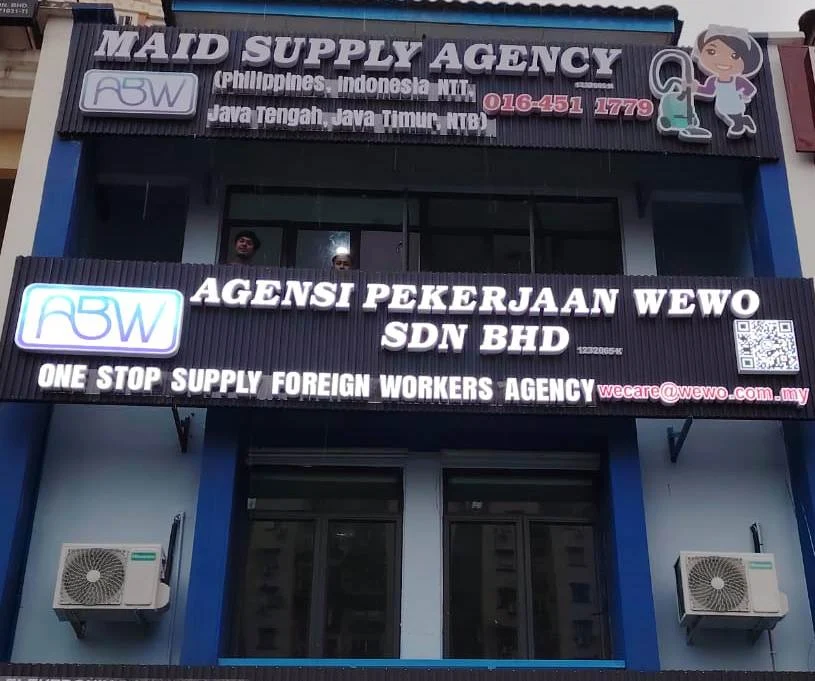 MAID SUPPLY AGENCY
ABW
(Philippines, Indonesia NTT,
016-451 1779
Java Tengah, Java Timur, NTB)
ABW
AGENSI PEKERJAAN WEWO
SDN BHD
1232065-K
ONE STOP SUPPLY FOREIGN WORKERS AGENCY
wecare@wewo.com.my